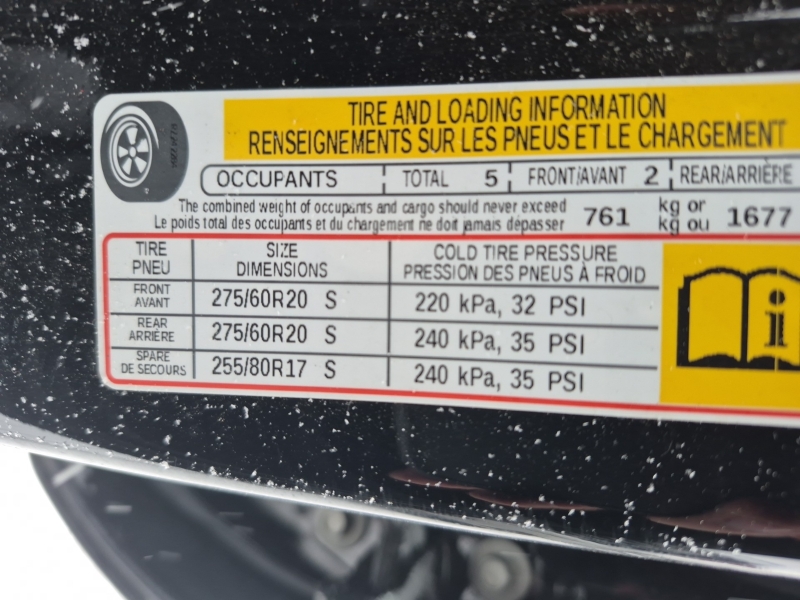 TIRE AND LOADING INFORMATION
RENSEIGNEMENTS SUR LES PNEUS ET LE CHARGEMENT
OCCUPANTS TOTAL 5 FRONT/AVANT 2 REAR/ARRIÈRE
The combined weight of occupants and cargo should never exceed 761 kg or 1677
Le poids total des occupants et du chargement ne doit jamais dépasser kg ou
TIRE SIZE COLD TIRE PRESSURE
PNEU DIMENSIONS PRESSION DES PNEUS À FROID
FRONT
AVANT 275/60R20 S 220 kPa, 32 PSI
REAR
ARRIÈRE 275/60R20 S 240 kPa, 35 PSI
SPARE
DE SECOURS 255/80R17 S 240 kPa, 35 PSI